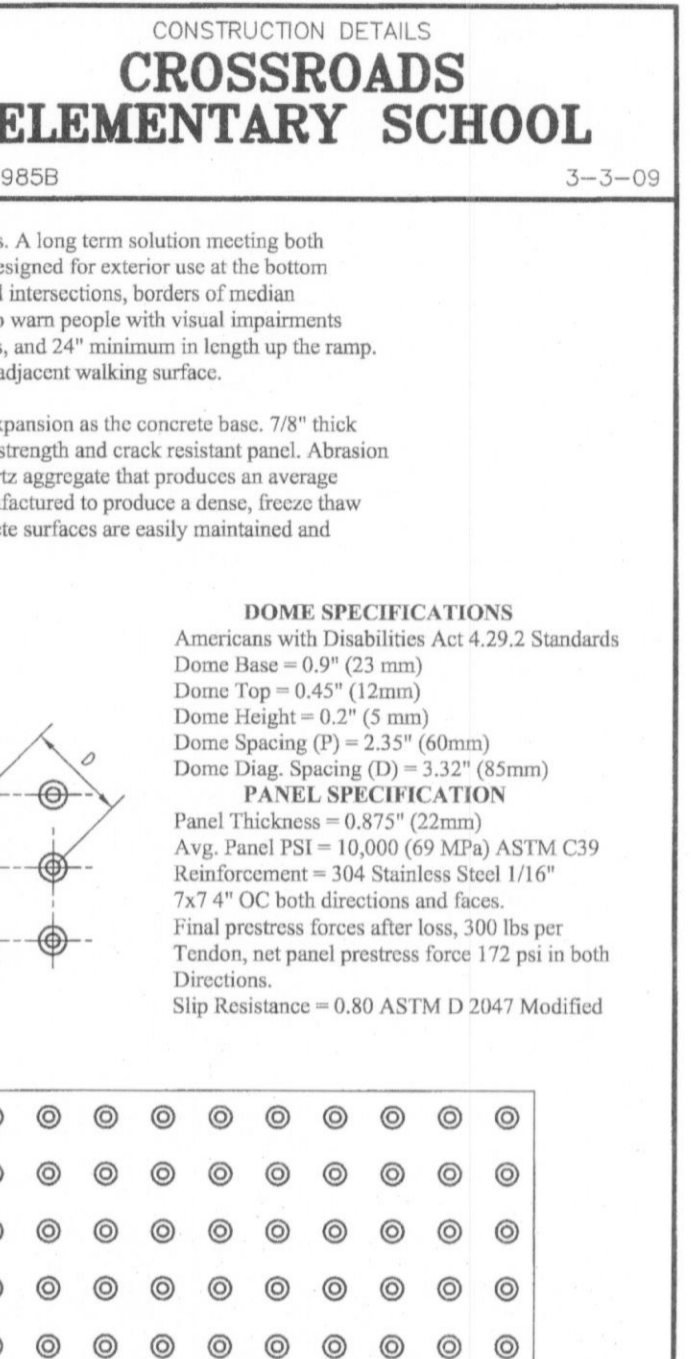 CONSTRUCTION DETAILS
CROSSROADS
ELEMENTARY SCHOOL
985B 3-3-09
s. A long term solution meeting both
esigned for exterior use at the bottom
l intersections, borders of median
o warn people with visual impairments
s, and 24" minimum in length up the ramp.
adjacent walking surface.
xpansion as the concrete base. 7/8" thick
strength and crack resistant panel. Abrasion
rtz aggregate that produces an average
ufactured to produce a dense, freeze thaw
ete surfaces are easily maintained and
DOME SPECIFICATIONS
Americans with Disabilities Act 4.29.2 Standards
Dome Base = 0.9" (23 mm)
Dome Top = 0.45" (12mm)
Dome Height = 0.2" (5 mm)
Dome Spacing (P) = 2.35" (60mm)
Dome Diag. Spacing (D) = 3.32" (85mm)
D
PANEL SPECIFICATION
Panel Thickness = 0.875" (22mm)
Avg. Panel PSI = 10,000 (69 MPa) ASTM C39
Reinforcement = 304 Stainless Steel 1/16"
7x7 4" OC both directions and faces.
Final prestress forces after loss, 300 lbs per
Tendon, net panel prestress force 172 psi in both
Directions.
Slip Resistance = 0.80 ASTM D 2047 Modified